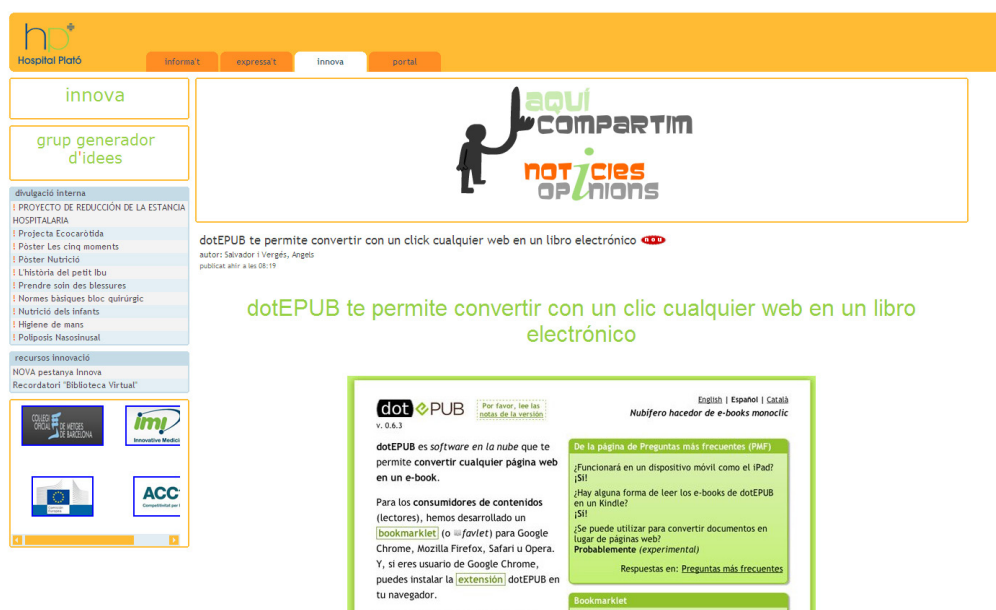 hp+
Hospital Plató
informa't
expressa't
innova
portal
innova
grup generador
d'idees
divulgació interna
! PROYECTO DE REDUCCIÓN DE LA ESTANCIA
HOSPITALARIA
! Projecta Ecocaròtida
! Pòster Les cinq moments
! Pòster Nutrició
! L'història del petit Ibu
! Prendre soin des blessures
! Normes bàsiques bloc quirúrgic
! Nutrició dels infants
! Higiene de mans
! Poliposis Nasosinusal
recursos innovació
NOVA pestanya Innova
Recordatori "Biblioteca Virtual"
COL·LEGI
OFICIAL DE METGES
DE BARCELONA
imi
Innovative Medici
ACC
aquí
compartim
notícies
opinions
dotEPUB te permite convertir con un click cualquier web en un libro electrónico nou
autor: Salvador i Vergés, Angels
publicat ahir a les 08:19
dotEPUB te permite convertir con un clic cualquier web en un libro
electrónico
dot EPUB
v. 0.6.3
Por favor, lee las
notas de la versión
English | Español | Català
Nubífero hacedor de e-books monoclic
dotEPUB es software en la nube que te
permite convertir cualquier página web
en un e-book.
Para los consumidores de contenidos
(lectores), hemos desarrollado un
bookmarklet (o favlet) para Google
Chrome, Mozilla Firefox, Safari u Opera.
Y, si eres usuario de Google Chrome,
puedes instalar la extensión dotEPUB en
tu navegador.
De la página de Preguntas más frecuentes (PMF)
¿Funcionará en un dispositivo móvil como el iPad?
¡Sí!
¿Hay alguna forma de leer los e-books de dotEPUB
en un Kindle?
¡Sí!
¿Se puede utilizar para convertir documentos en
lugar de páginas web?
Probablemente (experimental)
Respuestas en: Preguntas más frecuentes
Bookmarklet